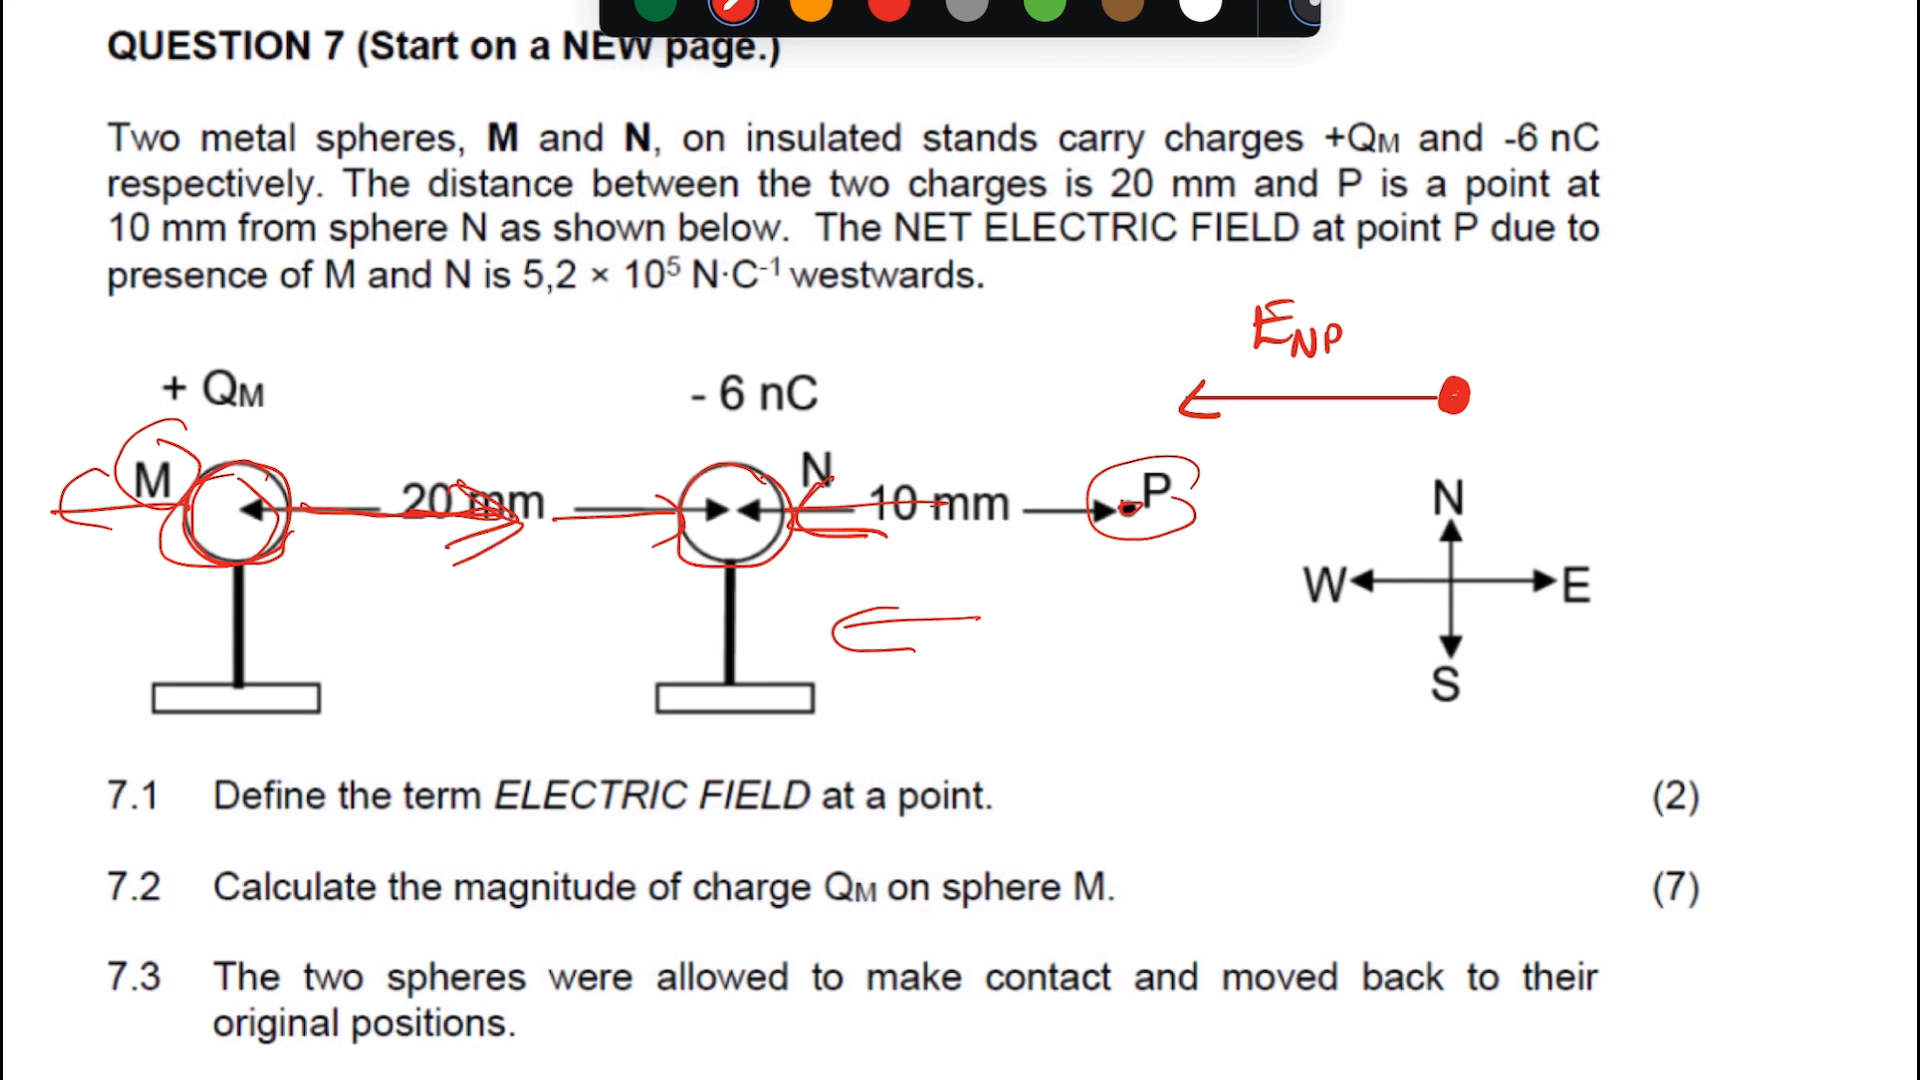 QUESTION 7 (Start on a NEW page.)
Two metal spheres, M and N, on insulated stands carry charges +QM and -6 nC
respectively. The distance between the two charges is 20 mm and P is a point at
10 mm from sphere N as shown below. The NET ELECTRIC FIELD at point P due to
presence of M and N is 5,2 × 10⁵ N·C⁻¹ westwards.
ENP
+ QM
- 6 nC
M
20 mm
N
10 mm
P
N
W
E
S
7.1 Define the term ELECTRIC FIELD at a point. (2)
7.2 Calculate the magnitude of charge QM on sphere M. (7)
7.3 The two spheres were allowed to make contact and moved back to their
original positions.